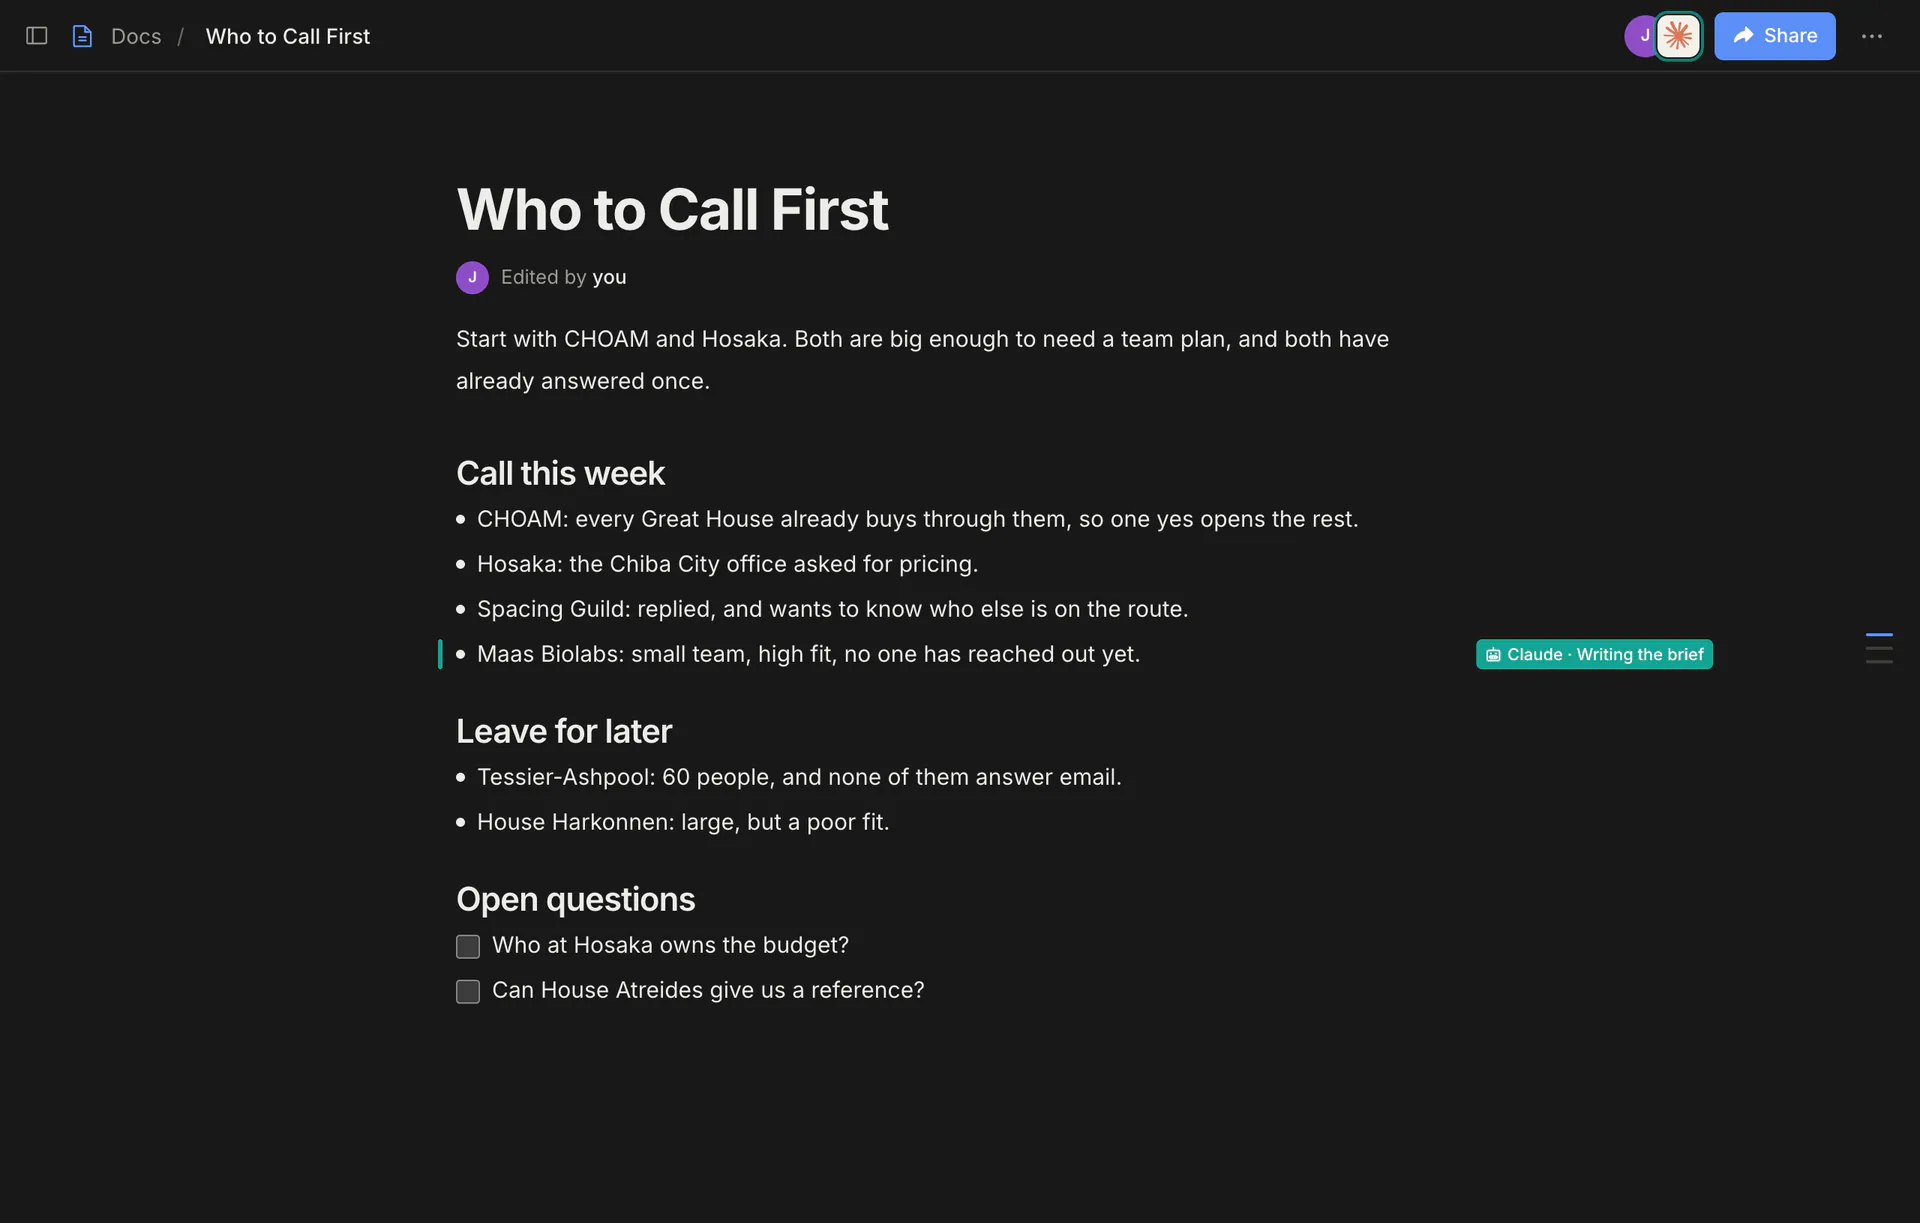 Docs / Who to Call First
J
Share
Who to Call First
J Edited by you
Start with CHOAM and Hosaka. Both are big enough to need a team plan, and both have
already answered once.
Call this week
• CHOAM: every Great House already buys through them, so one yes opens the rest.
• Hosaka: the Chiba City office asked for pricing.
• Spacing Guild: replied, and wants to know who else is on the route.
• Maas Biolabs: small team, high fit, no one has reached out yet.
Claude · Writing the brief
Leave for later
• Tessier-Ashpool: 60 people, and none of them answer email.
• House Harkonnen: large, but a poor fit.
Open questions
Who at Hosaka owns the budget?
Can House Atreides give us a reference?